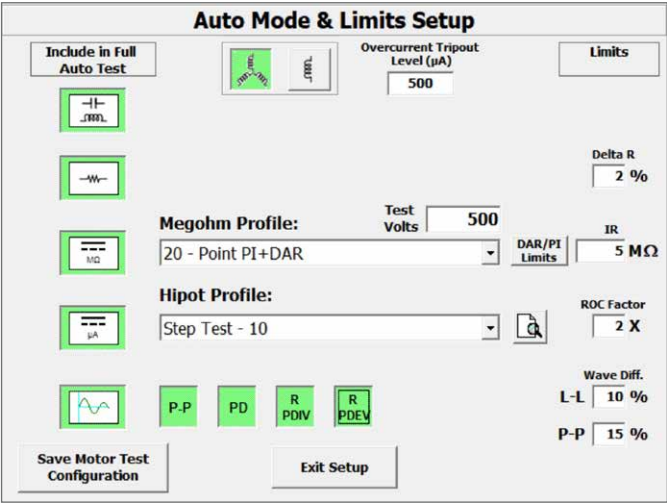 Auto Mode & Limits Setup
Include in Full
Auto Test
Overcurrent Tripout
Level (µA)
500
Limits
Delta R
2 %
Megohm Profile:
Test
Volts
500
20 - Point PI+DAR
DAR/PI
Limits
IR
5 MΩ
MΩ
Hipot Profile:
Step Test - 10
ROC Factor
2 X
µA
Wave Diff.
L-L 10 %
P-P
PD
R
PDIV
R
PDEV
P-P 15 %
Save Motor Test
Configuration
Exit Setup